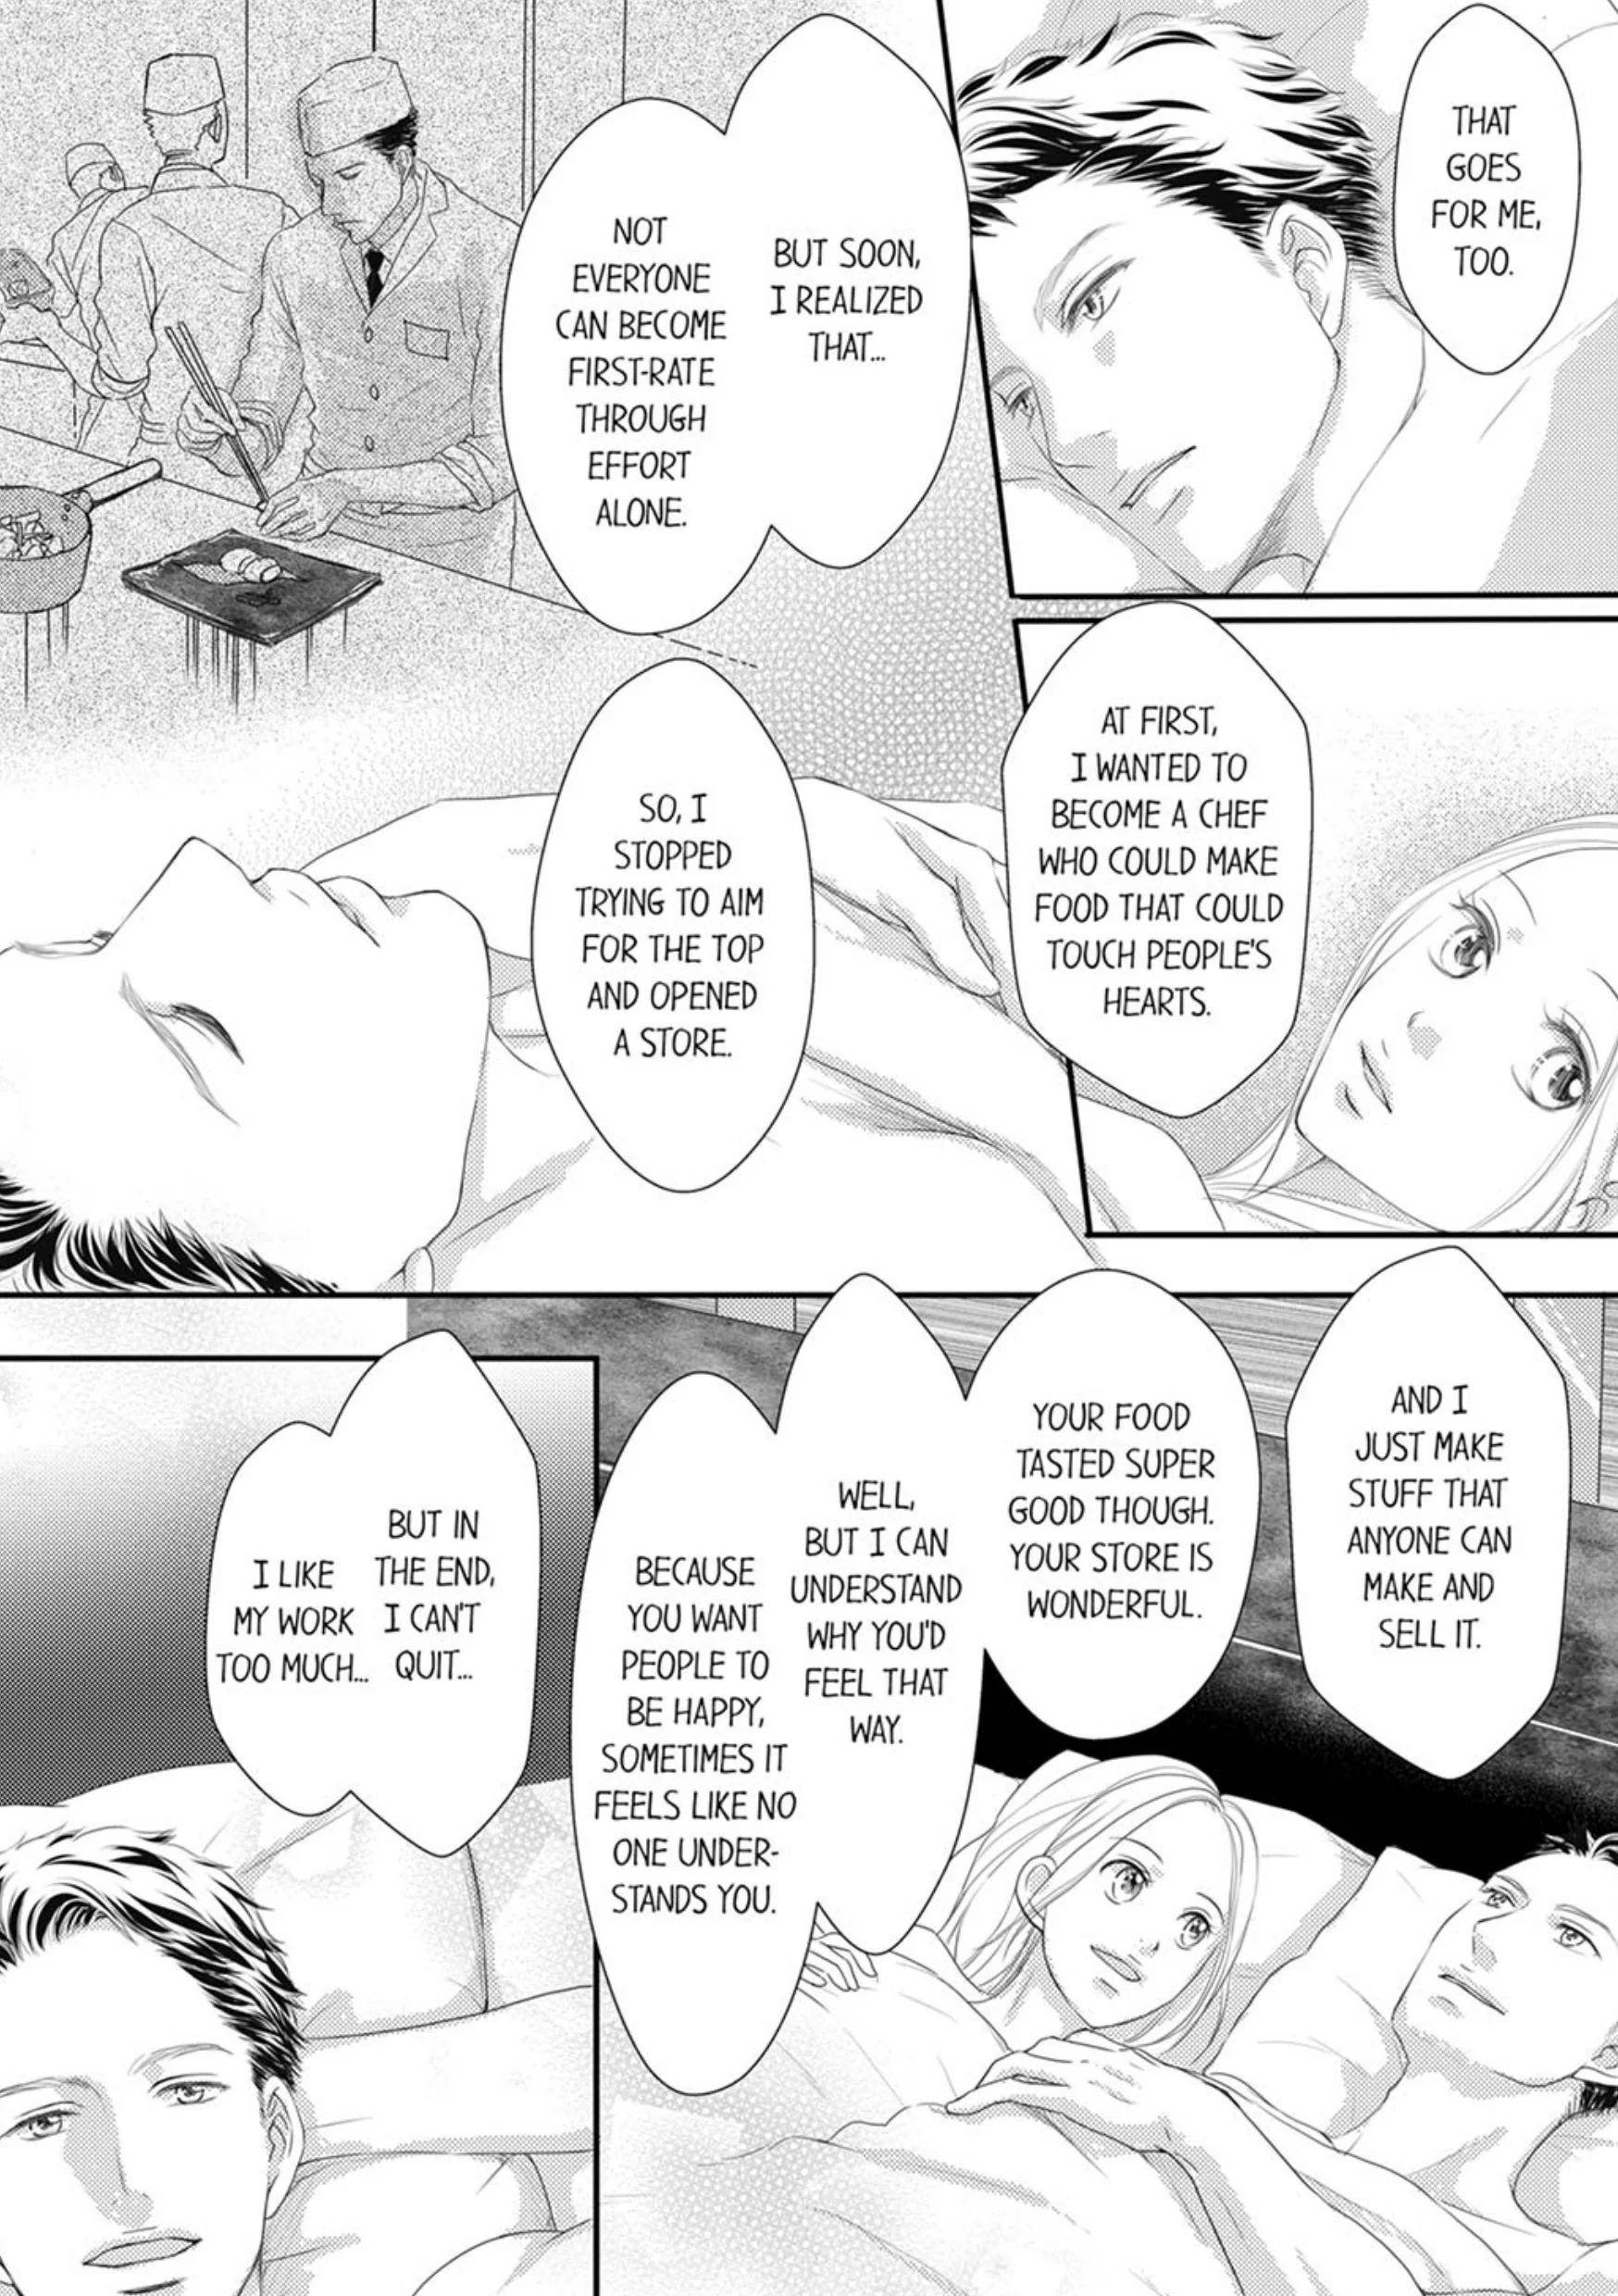 THAT
GOES
FOR ME,
TOO.
AT FIRST,
I WANTED TO
BECOME A CHEF
WHO COULD MAKE
FOOD THAT COULD
TOUCH PEOPLE'S
HEARTS.
BUT SOON,
I REALIZED
THAT...
NOT
EVERYONE
CAN BECOME
FIRST-RATE
THROUGH
EFFORT
ALONE.
SO, I
STOPPED
TRYING TO AIM
FOR THE TOP
AND OPENED
A STORE.
AND I
JUST MAKE
STUFF THAT
ANYONE CAN
MAKE AND
SELL IT.
YOUR FOOD
TASTED SUPER
GOOD THOUGH.
YOUR STORE IS
WONDERFUL.
WELL,
BUT I CAN
UNDERSTAND
WHY YOU'D
FEEL THAT
WAY.
BECAUSE
YOU WANT
PEOPLE TO
BE HAPPY,
SOMETIMES IT
FEELS LIKE NO
ONE UNDER-
STANDS YOU.
BUT IN
THE END,
I CAN'T
QUIT...
I LIKE
MY WORK
TOO MUCH...